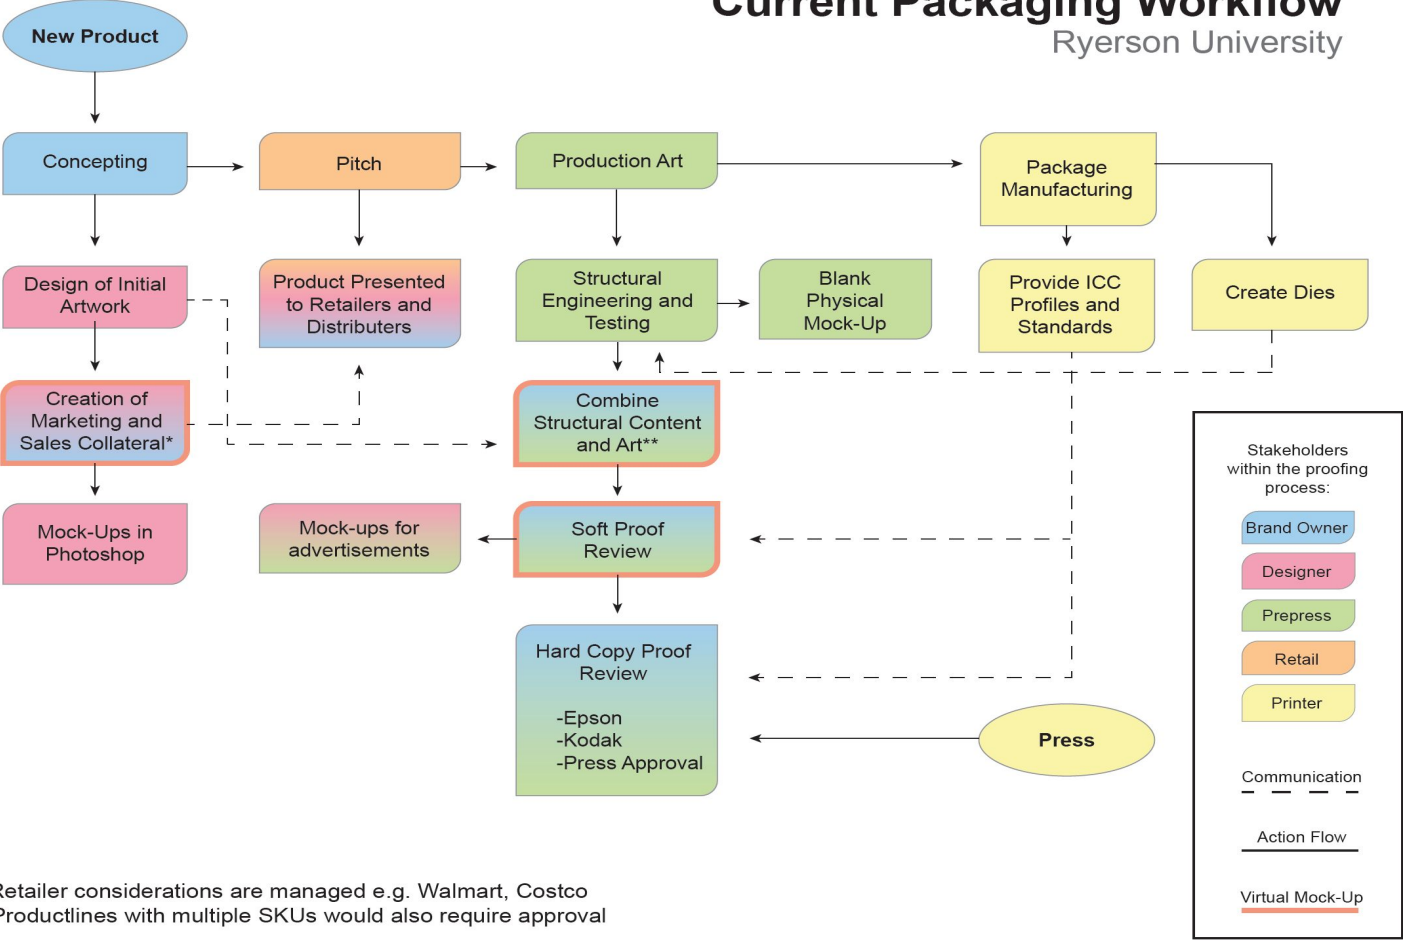 Current Packaging Workflow
Ryerson University
New Product
Concepting
Pitch
Production Art
Package
Manufacturing
Design of Initial
Artwork
Product Presented
to Retailers and
Distributers
Structural
Engineering and
Testing
Blank
Physical
Mock-Up
Provide ICC
Profiles and
Standards
Create Dies
Creation of
Marketing and
Sales Collateral*
Combine
Structural Content
and Art**
Mock-Ups in
Photoshop
Mock-ups for
advertisements
Soft Proof
Review
Hard Copy Proof
Review
-Epson
-Kodak
-Press Approval
Press
Stakeholders
within the proofing
process:
Brand Owner
Designer
Prepress
Retail
Printer
Communication
Action Flow
Virtual Mock-Up
Retailer considerations are managed e.g. Walmart, Costco
Productlines with multiple SKUs would also require approval